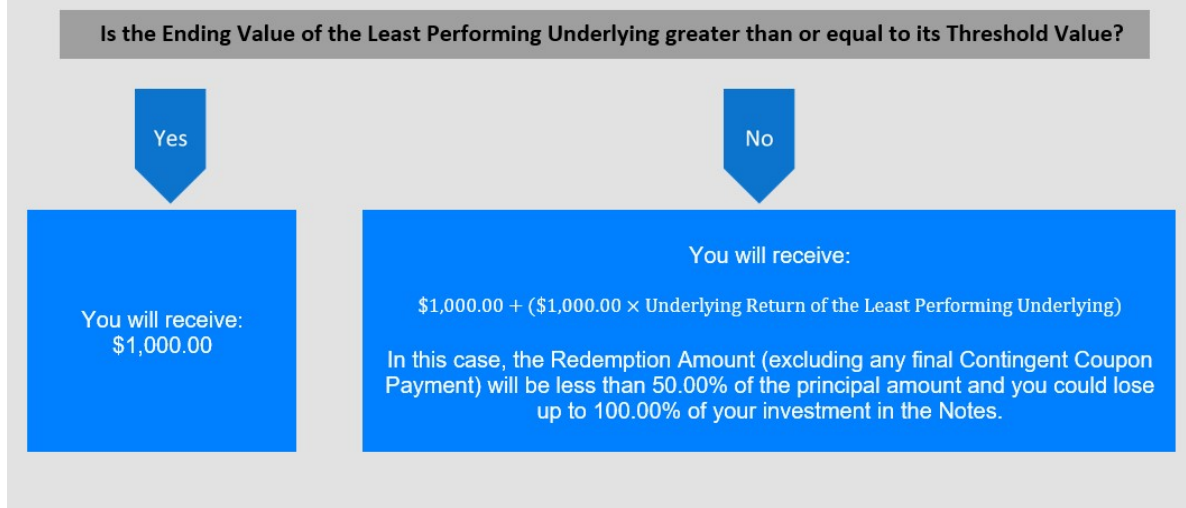 Is the Ending Value of the Least Performing Underlying greater than or equal to its Threshold Value?
Yes
No
You will receive:
$1,000.00
You will receive:
$1,000.00 + ($1,000.00 × Underlying Return of the Least Performing Underlying)
In this case, the Redemption Amount (excluding any final Contingent Coupon
Payment) will be less than 50.00% of the principal amount and you could lose
up to 100.00% of your investment in the Notes.